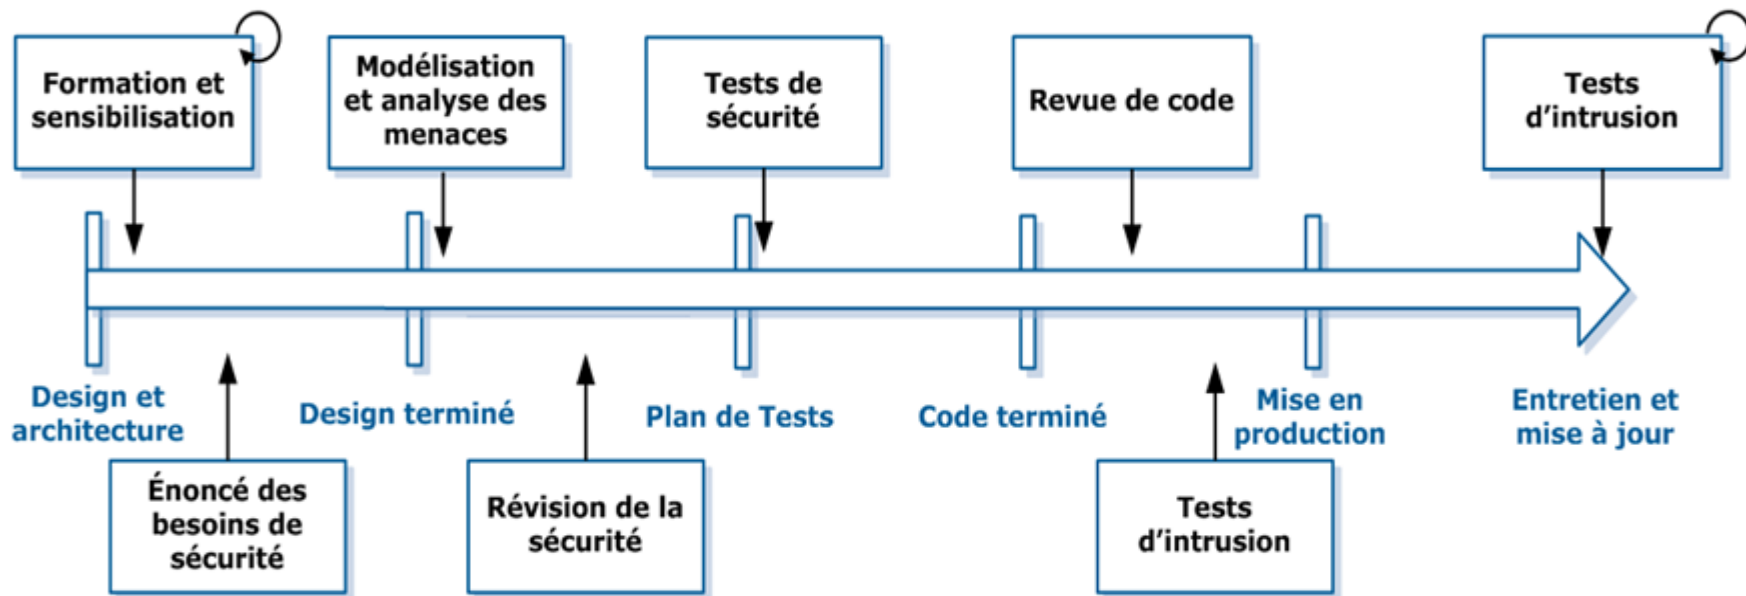 Formation et
sensibilisation
Modélisation
et analyse des
menaces
Tests de
sécurité
Revue de code
Tests
d'intrusion
Design et
architecture
Design terminé
Plan de Tests
Code terminé
Mise en
production
Entretien et
mise à jour
Énoncé des
besoins de
sécurité
Révision de la
sécurité
Tests
d'intrusion